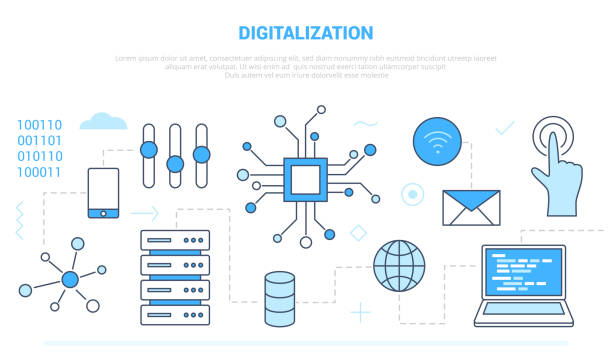 DIGITALIZATION
Lorem ipsum dolor sit amet, consectetuer adipiscing elit, sed diam nonummy nibh euismod tincidunt ut laoreet
aliquam erat volutpat. Ut wisi enim ad minim veniam, quis nostrud exerci tation ullamcorper suscipit
Duis autem vel eum iriure dolor in hendrerit in vulputate velit esse molestie
100110
001101
010110
100011